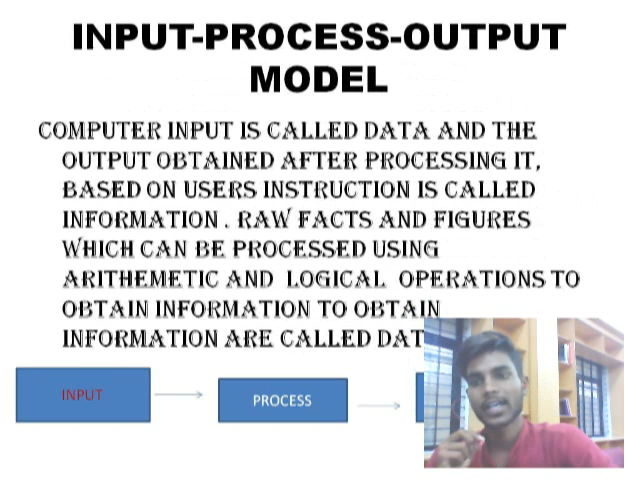 INPUT-PROCESS-OUTPUT
MODEL
COMPUTER INPUT IS CALLED DATA AND THE
OUTPUT OBTAINED AFTER PROCESSING IT,
BASED ON USERS INSTRUCTION IS CALLED
INFORMATION . RAW FACTS AND FIGURES
WHICH CAN BE PROCESSED USING
ARITHEMETIC AND LOGICAL OPERATIONS TO
OBTAIN INFORMATION TO OBTAIN
INFORMATION ARE CALLED DAT
INPUT
PROCESS